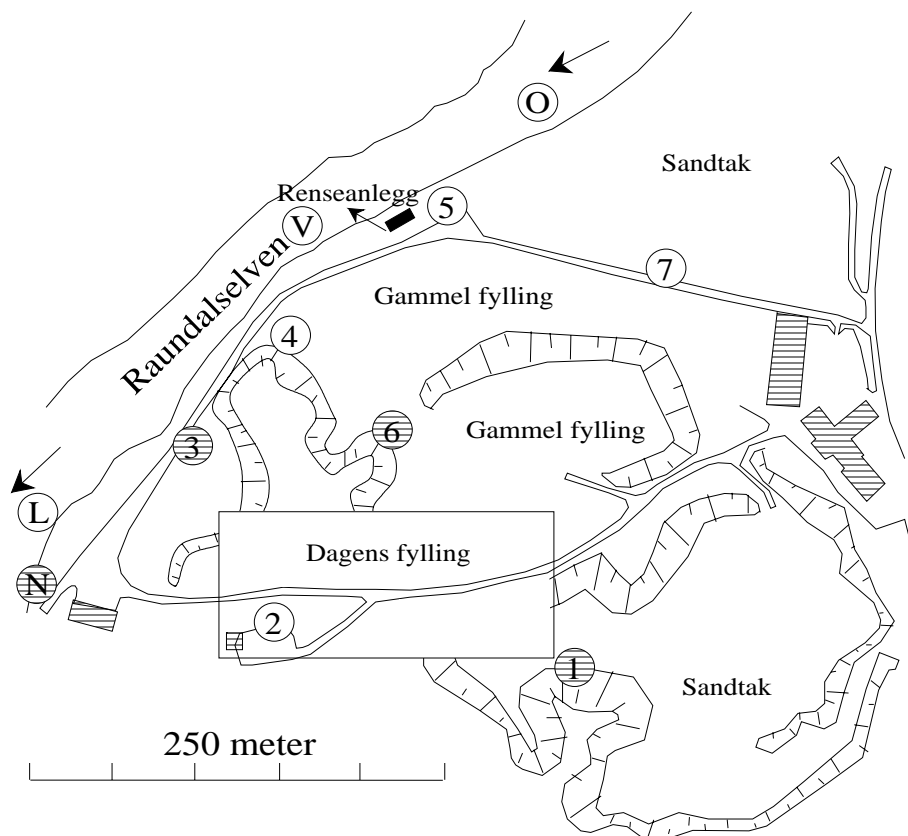 O
Sandtak
Renseanlegg
5
V
7
Raundalselven
Gammel fylling
4
3
6
Gammel fylling
L
Dagens fylling
N
2
1
Sandtak
250 meter